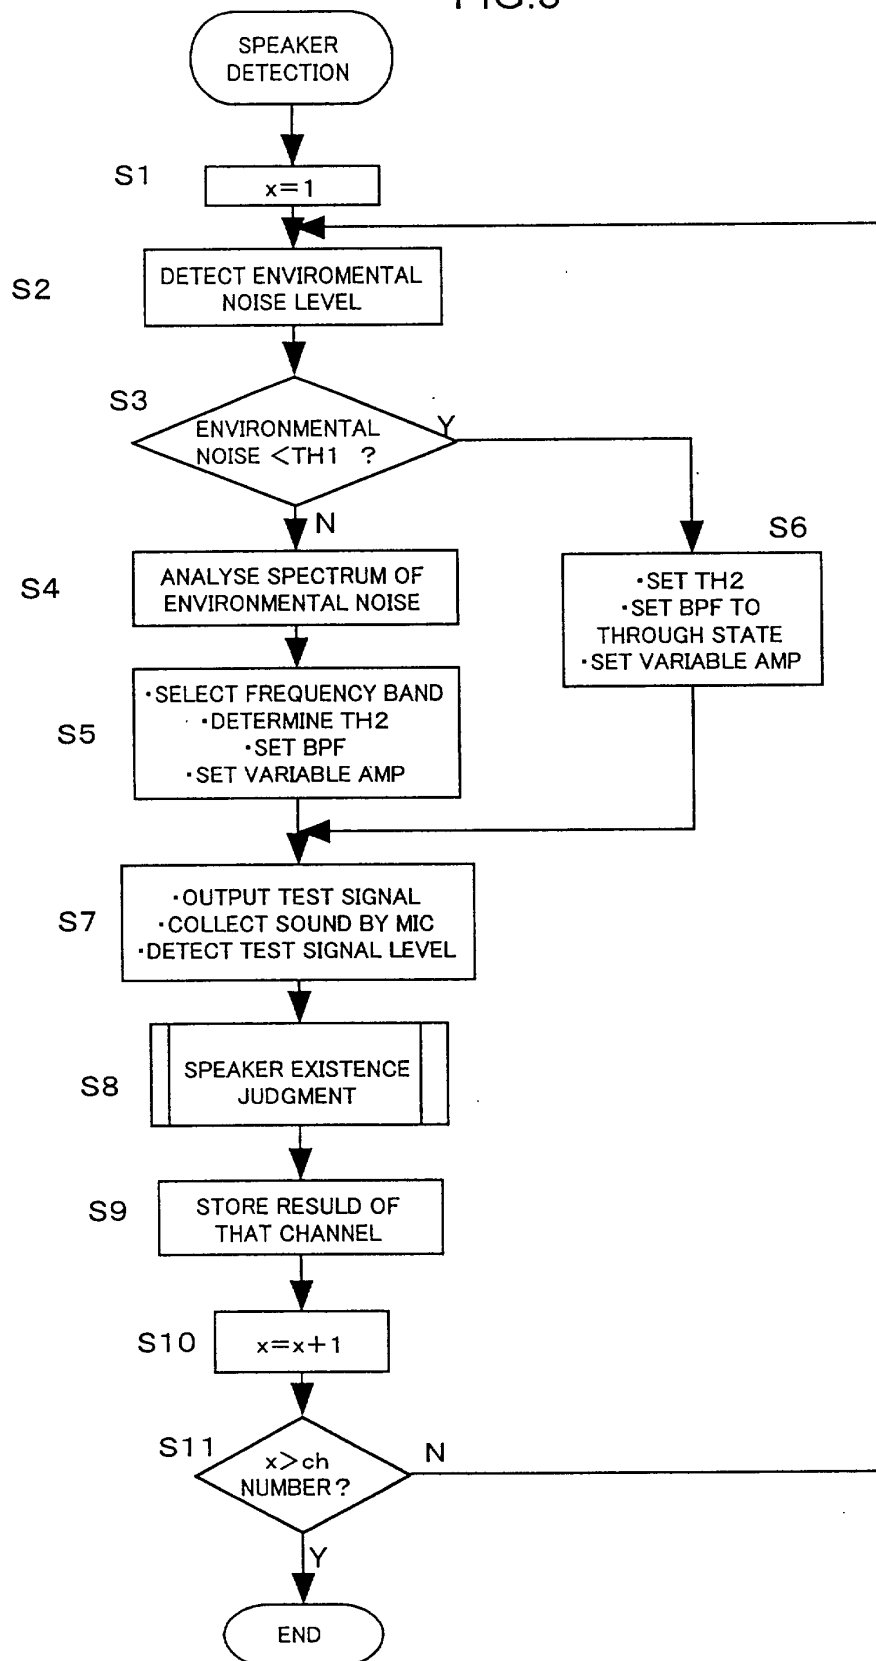 SPEAKER
DETECTION
S1
x=1
S2
DETECT ENVIROMENTAL
NOISE LEVEL
S3
ENVIRONMENTAL
NOISE <TH1 ?
Y
N
S4
ANALYSE SPECTRUM OF
ENVIRONMENTAL NOISE
S6
・SET TH2
・SET BPF TO
THROUGH STATE
・SET VARIABLE AMP
S5
・SELECT FREQUENCY BAND
・DETERMINE TH2
・SET BPF
・SET VARIABLE AMP
S7
・OUTPUT TEST SIGNAL
・COLLECT SOUND BY MIC
・DETECT TEST SIGNAL LEVEL
S8
SPEAKER EXISTENCE
JUDGMENT
S9
STORE RESULD OF
THAT CHANNEL
S10
x=x+1
S11
x>ch
NUMBER?
N
Y
END